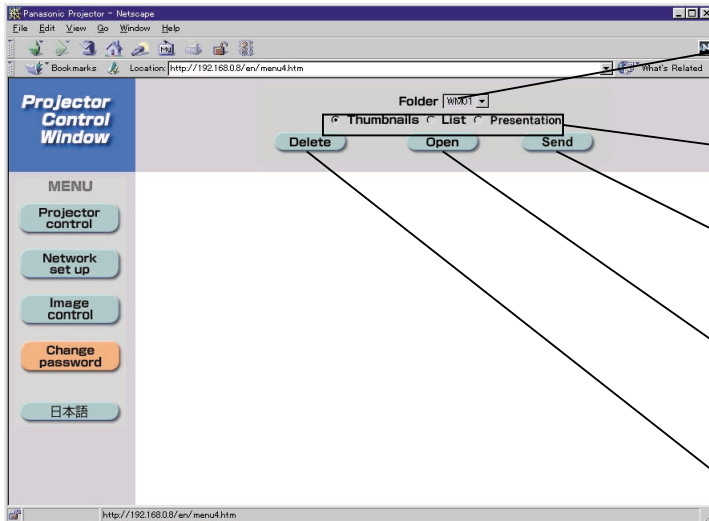 Panasonic Projector - Netscape
File Edit View Go Window Help
My
Bookmarks Location: http://192.168.0.8/en/menu4.htm What's Related
Projector
Control
Window
Folder WM01
Thumbnails List Presentation
Delete Open Send
MENU
Projector
control
Network
set up
Image
control
Change
password
日本語
http://192.168.0.8/en/menu4.htm